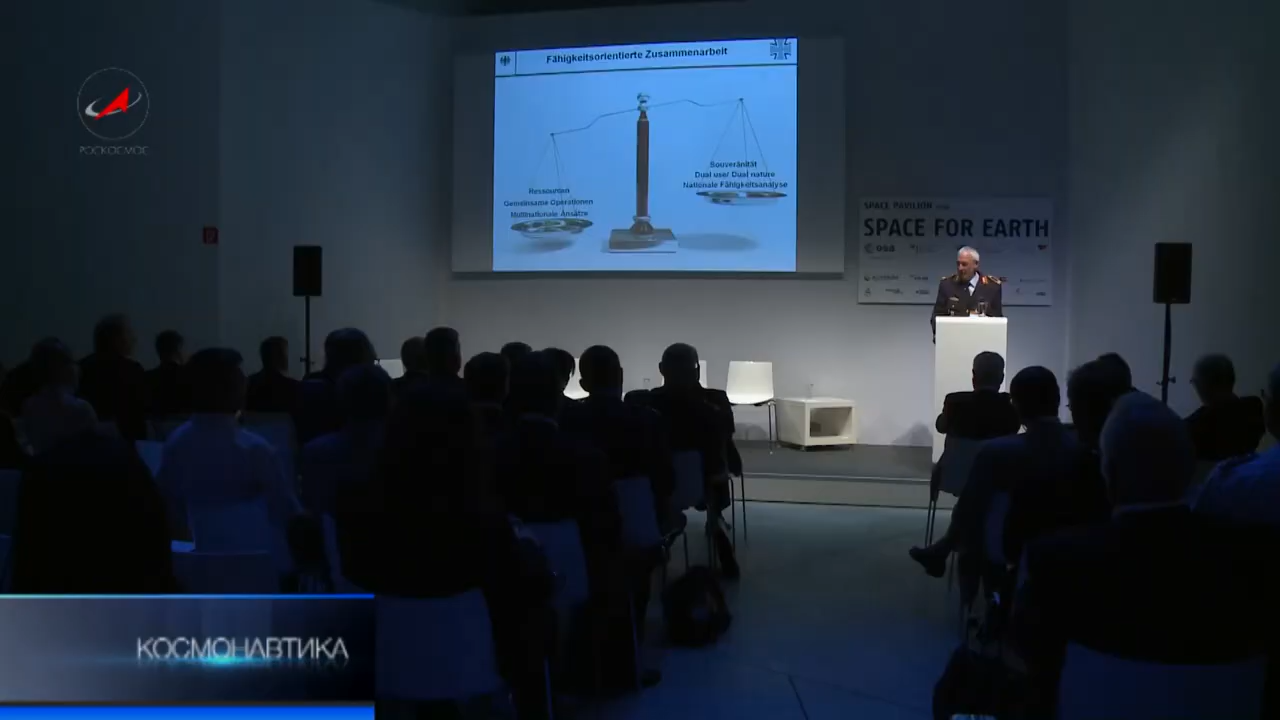 РОСКОСМОС
Fähigkeitsorientierte Zusammenarbeit
Souveränität
Dual use/ Dual nature
Nationale Fähigkeitsanalyse
Ressourcen
Gemeinsame Operationen
Multinationale Ansätze
SPACE PAVILION
SPACE FOR EARTH
esa
КОСМОНАВТИКА